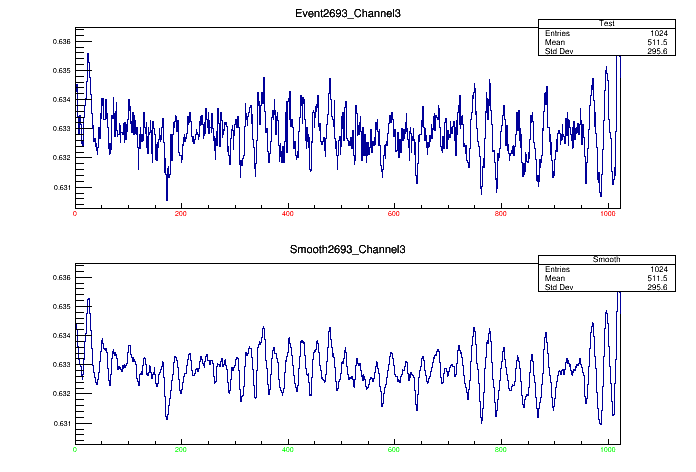 Event2693_Channel3
Test
Entries 1024
Mean 511.5
Std Dev 295.6
0.636
0.635
0.634
0.633
0.632
0.631
0 200 400 600 800 1000
Smooth2693_Channel3
Smooth
Entries 1024
Mean 511.5
Std Dev 295.6
0.636
0.635
0.634
0.633
0.632
0.631
0 200 400 600 800 1000